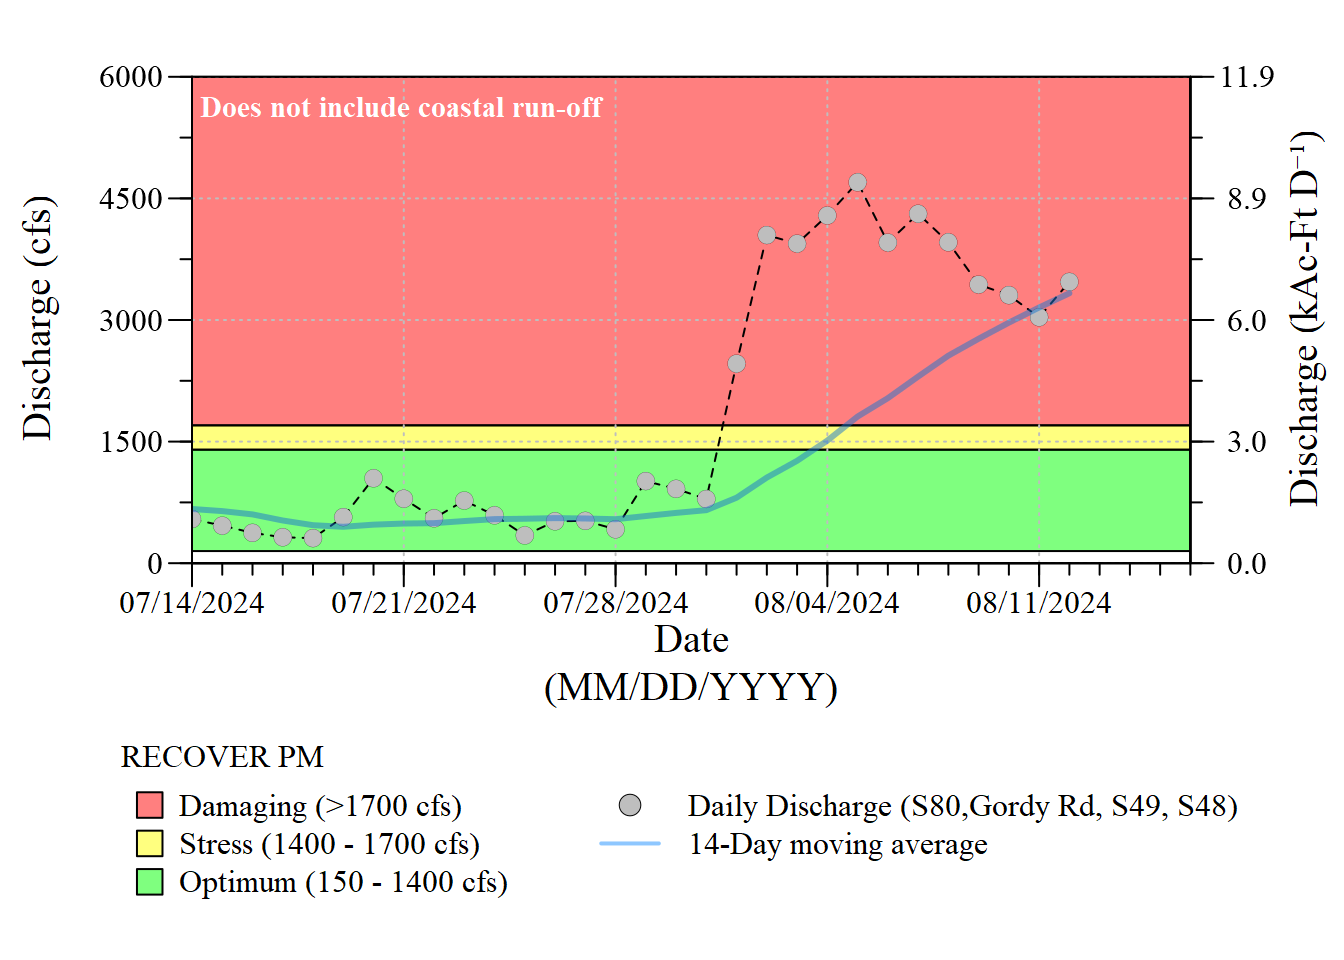 Does not include coastal run-off
6000
4500
3000
1500
0
Discharge (cfs)
11.9
8.9
6.0
3.0
0.0
Discharge (kAc-Ft D⁻¹)
07/14/2024 07/21/2024 07/28/2024 08/04/2024 08/11/2024
Date
(MM/DD/YYYY)
RECOVER PM
Damaging (>1700 cfs)
Stress (1400 - 1700 cfs)
Optimum (150 - 1400 cfs)
Daily Discharge (S80,Gordy Rd, S49, S48)
14-Day moving average